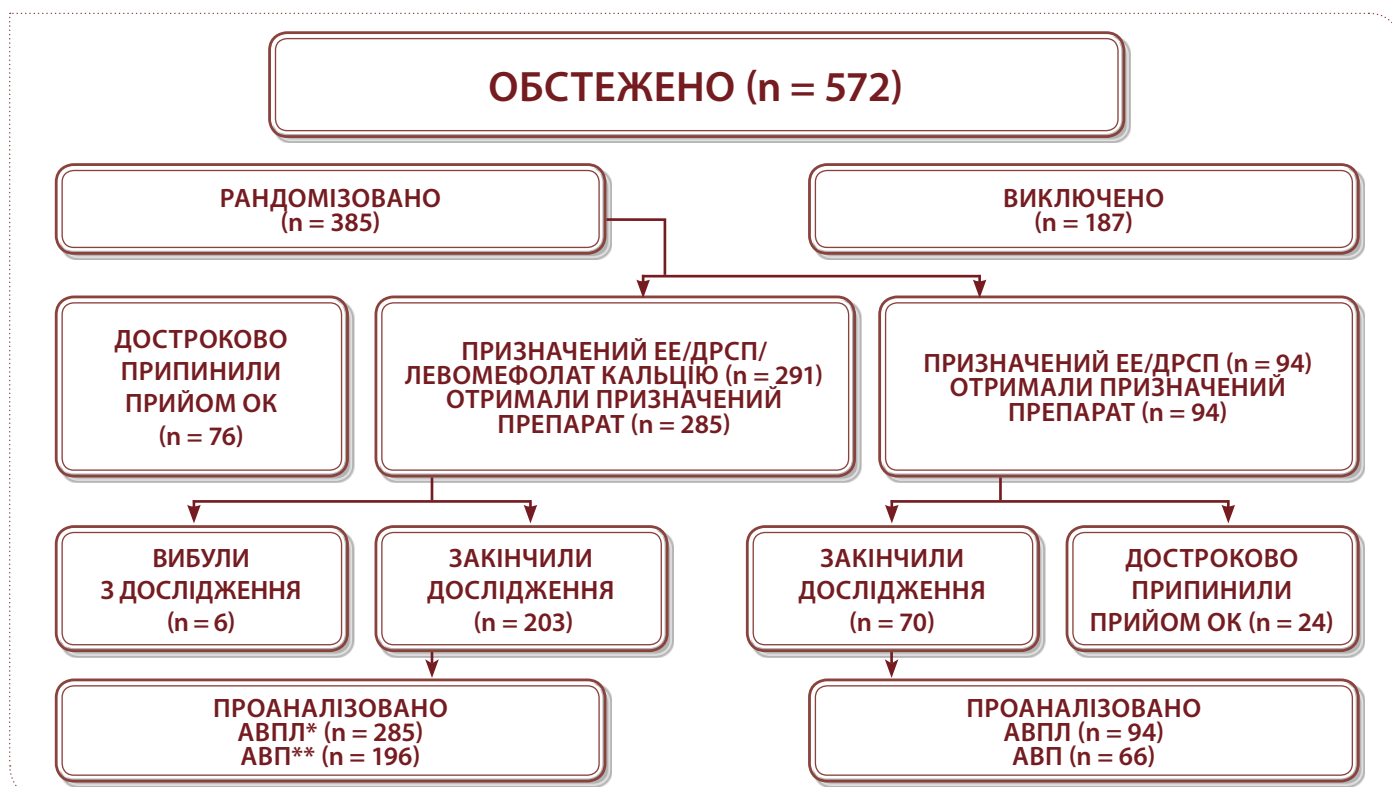 ОБСТЕЖЕНО (n = 572)
РАНДОМІЗОВАНО
(n = 385)
ВИКЛЮЧЕНО
(n = 187)
ДОСТРОКОВО
ПРИПИНИЛИ
ПРИЙОМ ОК
(n = 76)
ПРИЗНАЧЕНИЙ ЕЕ/ДРСП/
ЛЕВОМЕФОЛАТ КАЛЬЦІЮ (n = 291)
ОТРИМАЛИ ПРИЗНАЧЕНИЙ
ПРЕПАРАТ (n = 285)
ПРИЗНАЧЕНИЙ ЕЕ/ДРСП (n = 94)
ОТРИМАЛИ ПРИЗНАЧЕНИЙ
ПРЕПАРАТ (n = 94)
ВИБУЛИ
З ДОСЛІДЖЕННЯ
(n = 6)
ЗАКІНЧИЛИ
ДОСЛІДЖЕННЯ
(n = 203)
ЗАКІНЧИЛИ
ДОСЛІДЖЕННЯ
(n = 70)
ДОСТРОКОВО
ПРИПИНИЛИ
ПРИЙОМ ОК (n = 24)
ПРОАНАЛІЗОВАНО
АВПЛ* (n = 285)
АВП** (n = 196)
ПРОАНАЛІЗОВАНО
АВПЛ (n = 94)
АВП (n = 66)